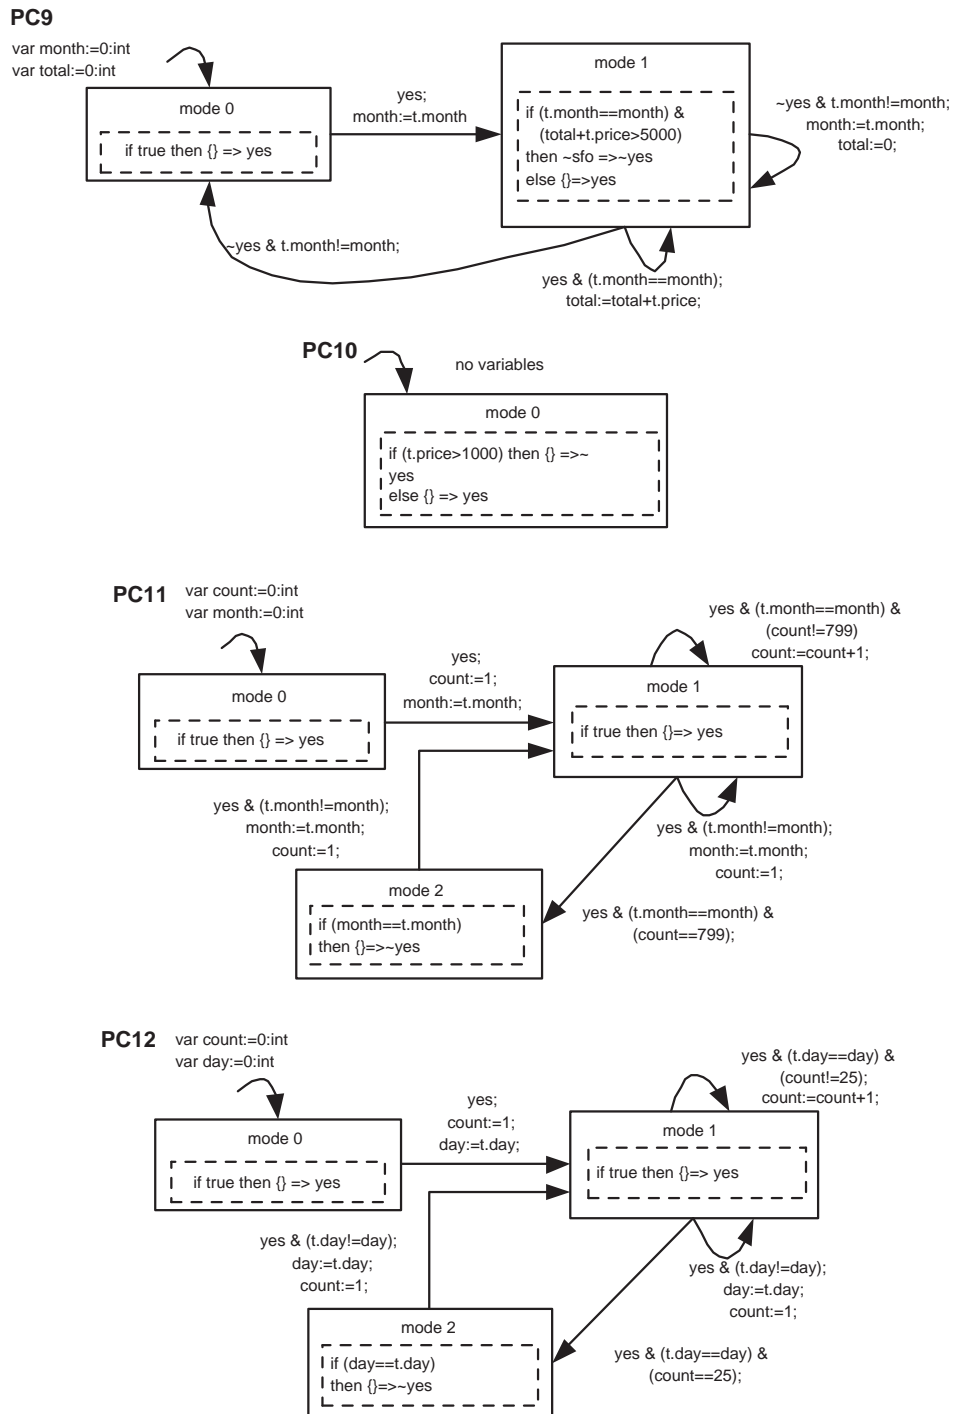 PC9
var month:=0:int
var total:=0:int
mode 0
if true then {} => yes
yes;
month:=t.month
mode 1
if (t.month==month) &
(total+t.price>5000)
then ~sfo =>~yes
else {}=>yes
~yes & t.month!=month;
month:=t.month;
total:=0;
~yes & t.month!=month;
yes & (t.month==month);
total:=total+t.price;
PC10
no variables
mode 0
if (t.price>1000) then {} =>~
yes
else {} => yes
PC11
var count:=0:int
var month:=0:int
mode 0
if true then {} => yes
yes;
count:=1;
month:=t.month;
yes & (t.month==month) &
(count!=799)
count:=count+1;
mode 1
if true then {}=> yes
yes & (t.month!=month);
month:=t.month;
count:=1;
yes & (t.month!=month);
month:=t.month;
count:=1;
mode 2
if (month==t.month)
then {}=>~yes
yes & (t.month==month) &
(count==799);
PC12
var count:=0:int
var day:=0:int
mode 0
if true then {} => yes
yes;
count:=1;
day:=t.day;
yes & (t.day==day) &
(count!=25);
count:=count+1;
mode 1
if true then {}=> yes
yes & (t.day!=day);
day:=t.day;
count:=1;
yes & (t.day!=day);
day:=t.day;
count:=1;
mode 2
if (day==t.day)
then {}=>~yes
yes & (t.day==day) &
(count==25);